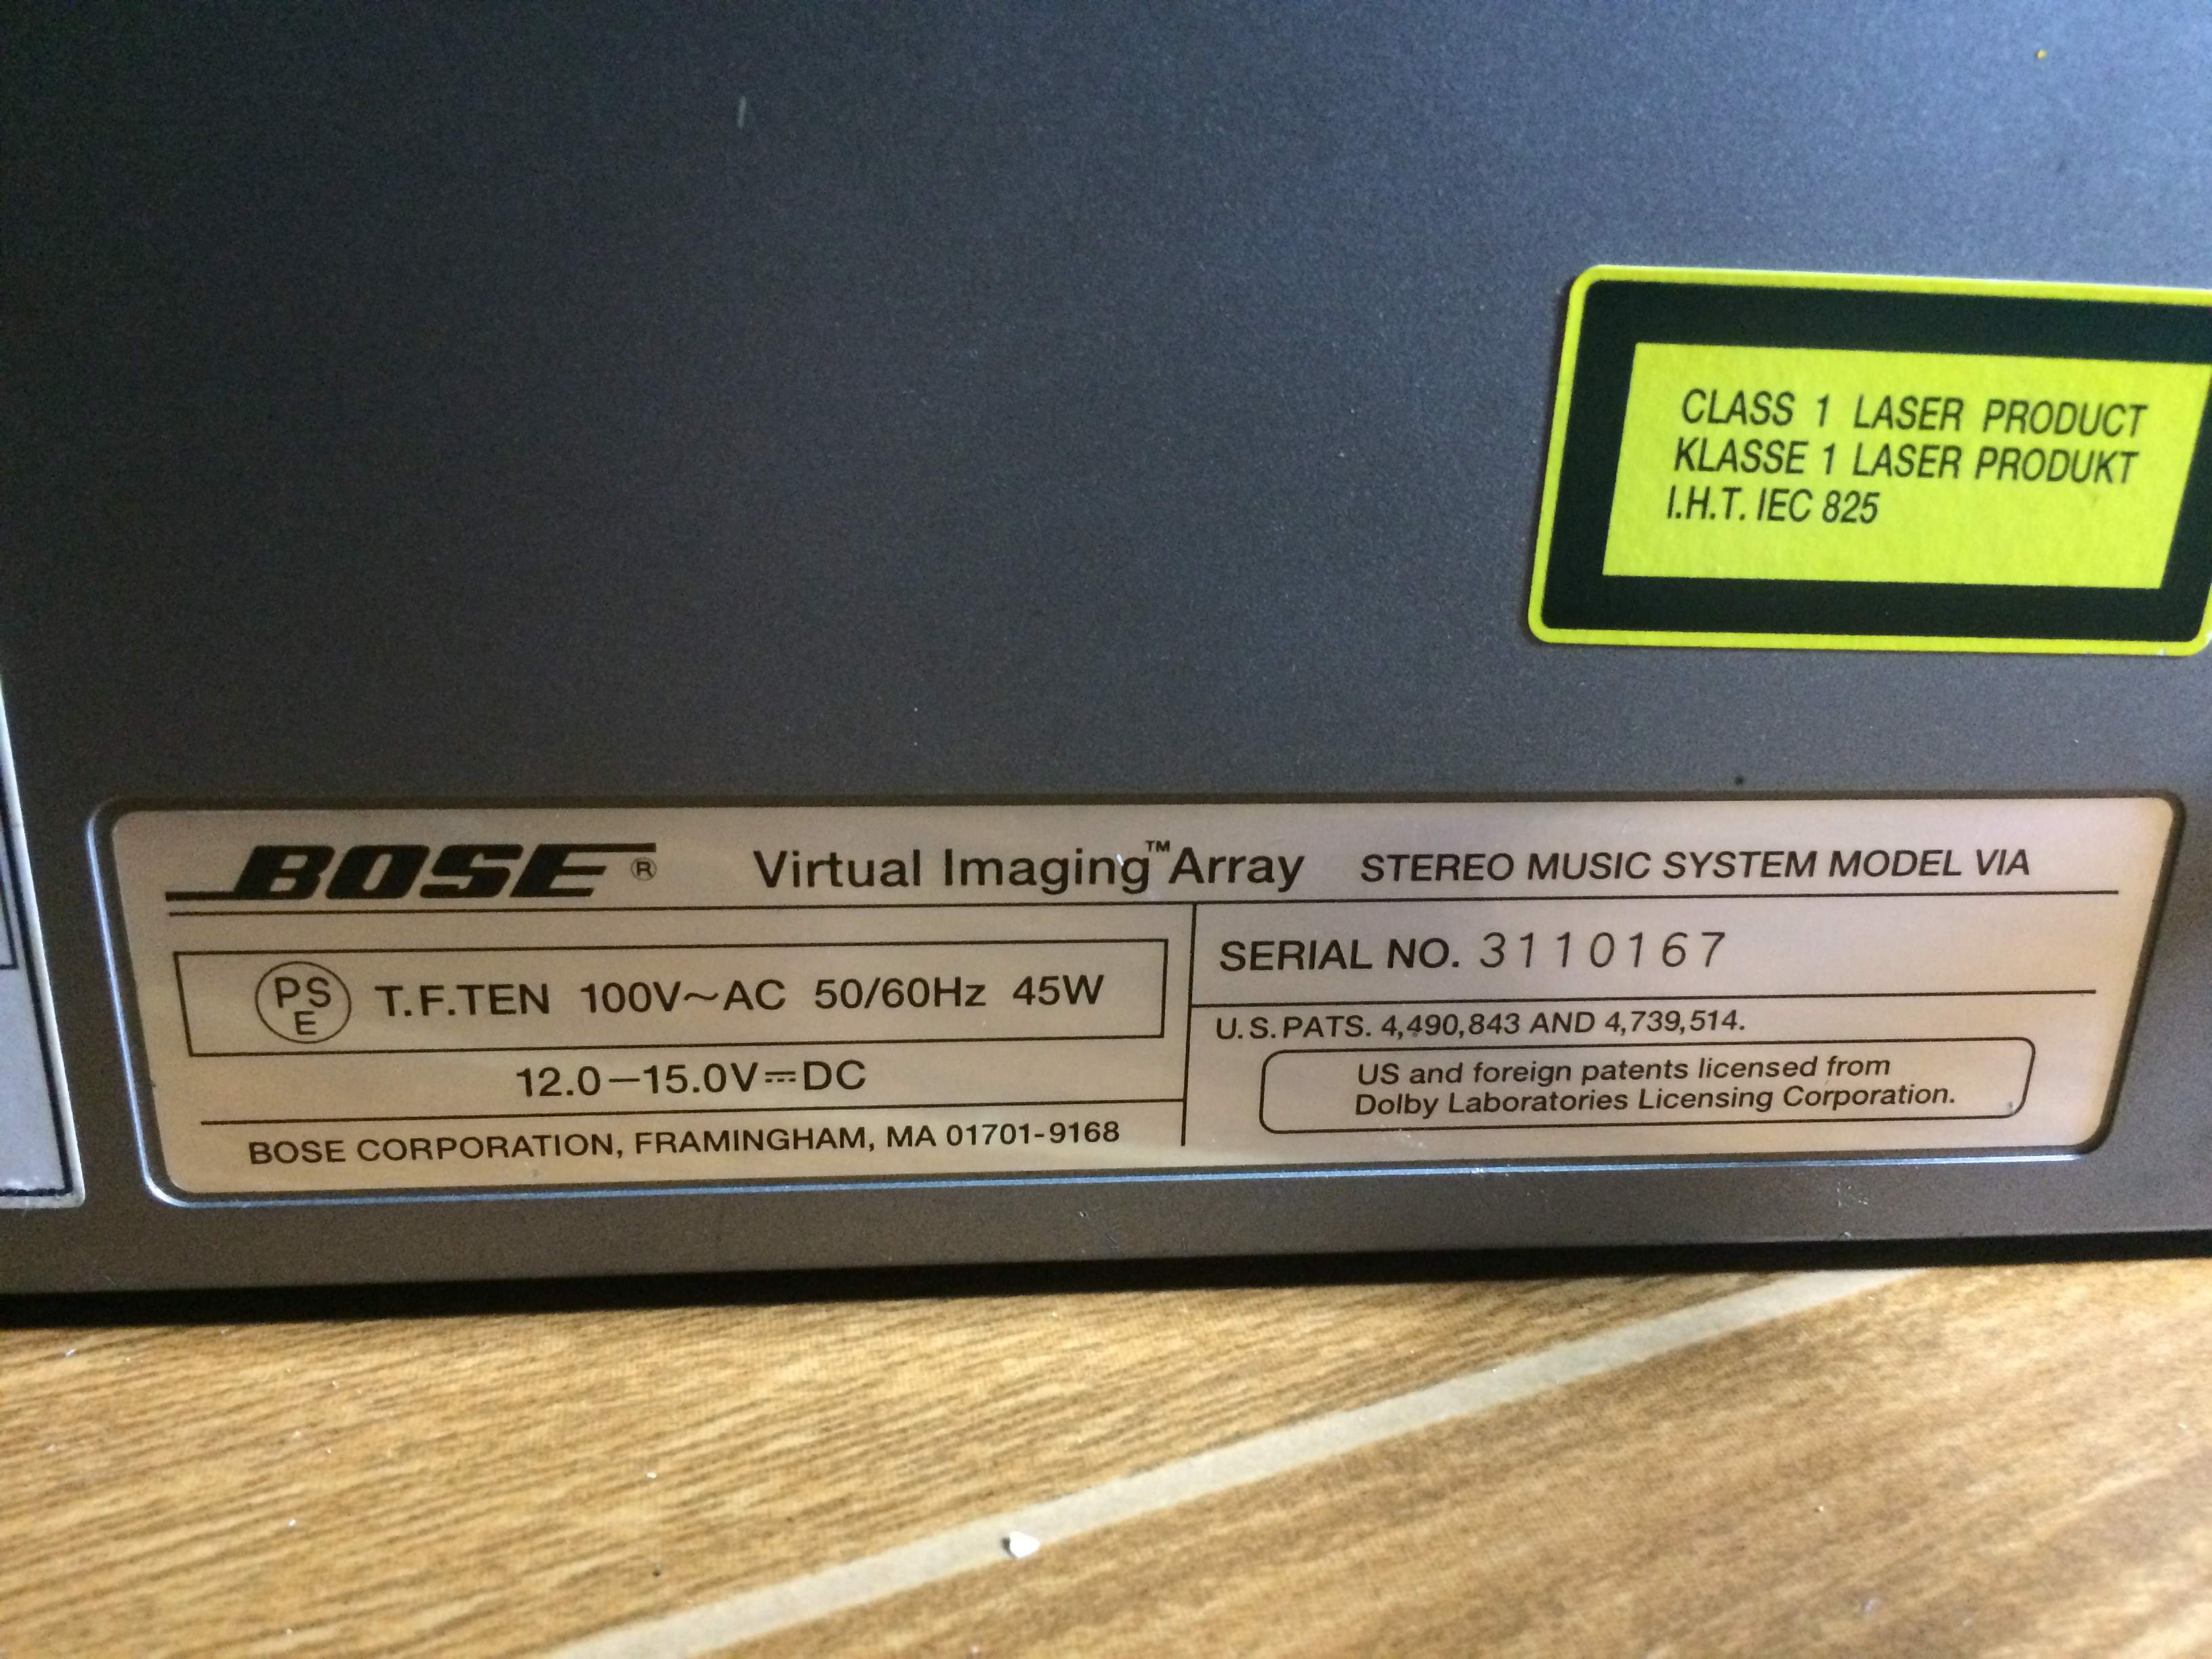 CLASS 1 LASER PRODUCT
KLASSE 1 LASER PRODUKT
I.H.T. IEC 825
BOSE® Virtual Imaging™ Array STEREO MUSIC SYSTEM MODEL VIA
PS E T.F.TEN 100V～AC 50/60Hz 45W
12.0–15.0V⎓DC
BOSE CORPORATION, FRAMINGHAM, MA 01701-9168
SERIAL NO. 3110167
U.S.PATS. 4,490,843 AND 4,739,514.
US and foreign patents licensed from
Dolby Laboratories Licensing Corporation.